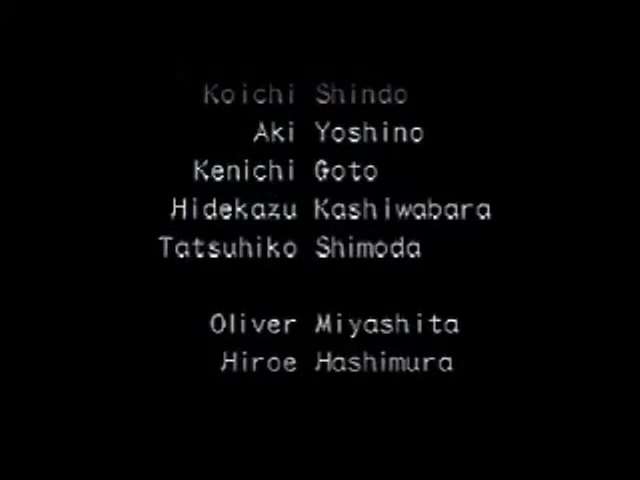 Koichi Shindo
Aki Yoshino
Kenichi Goto
Hidekazu Kashiwabara
Tatsuhiko Shimoda
Oliver Miyashita
Hiroe Hashimura